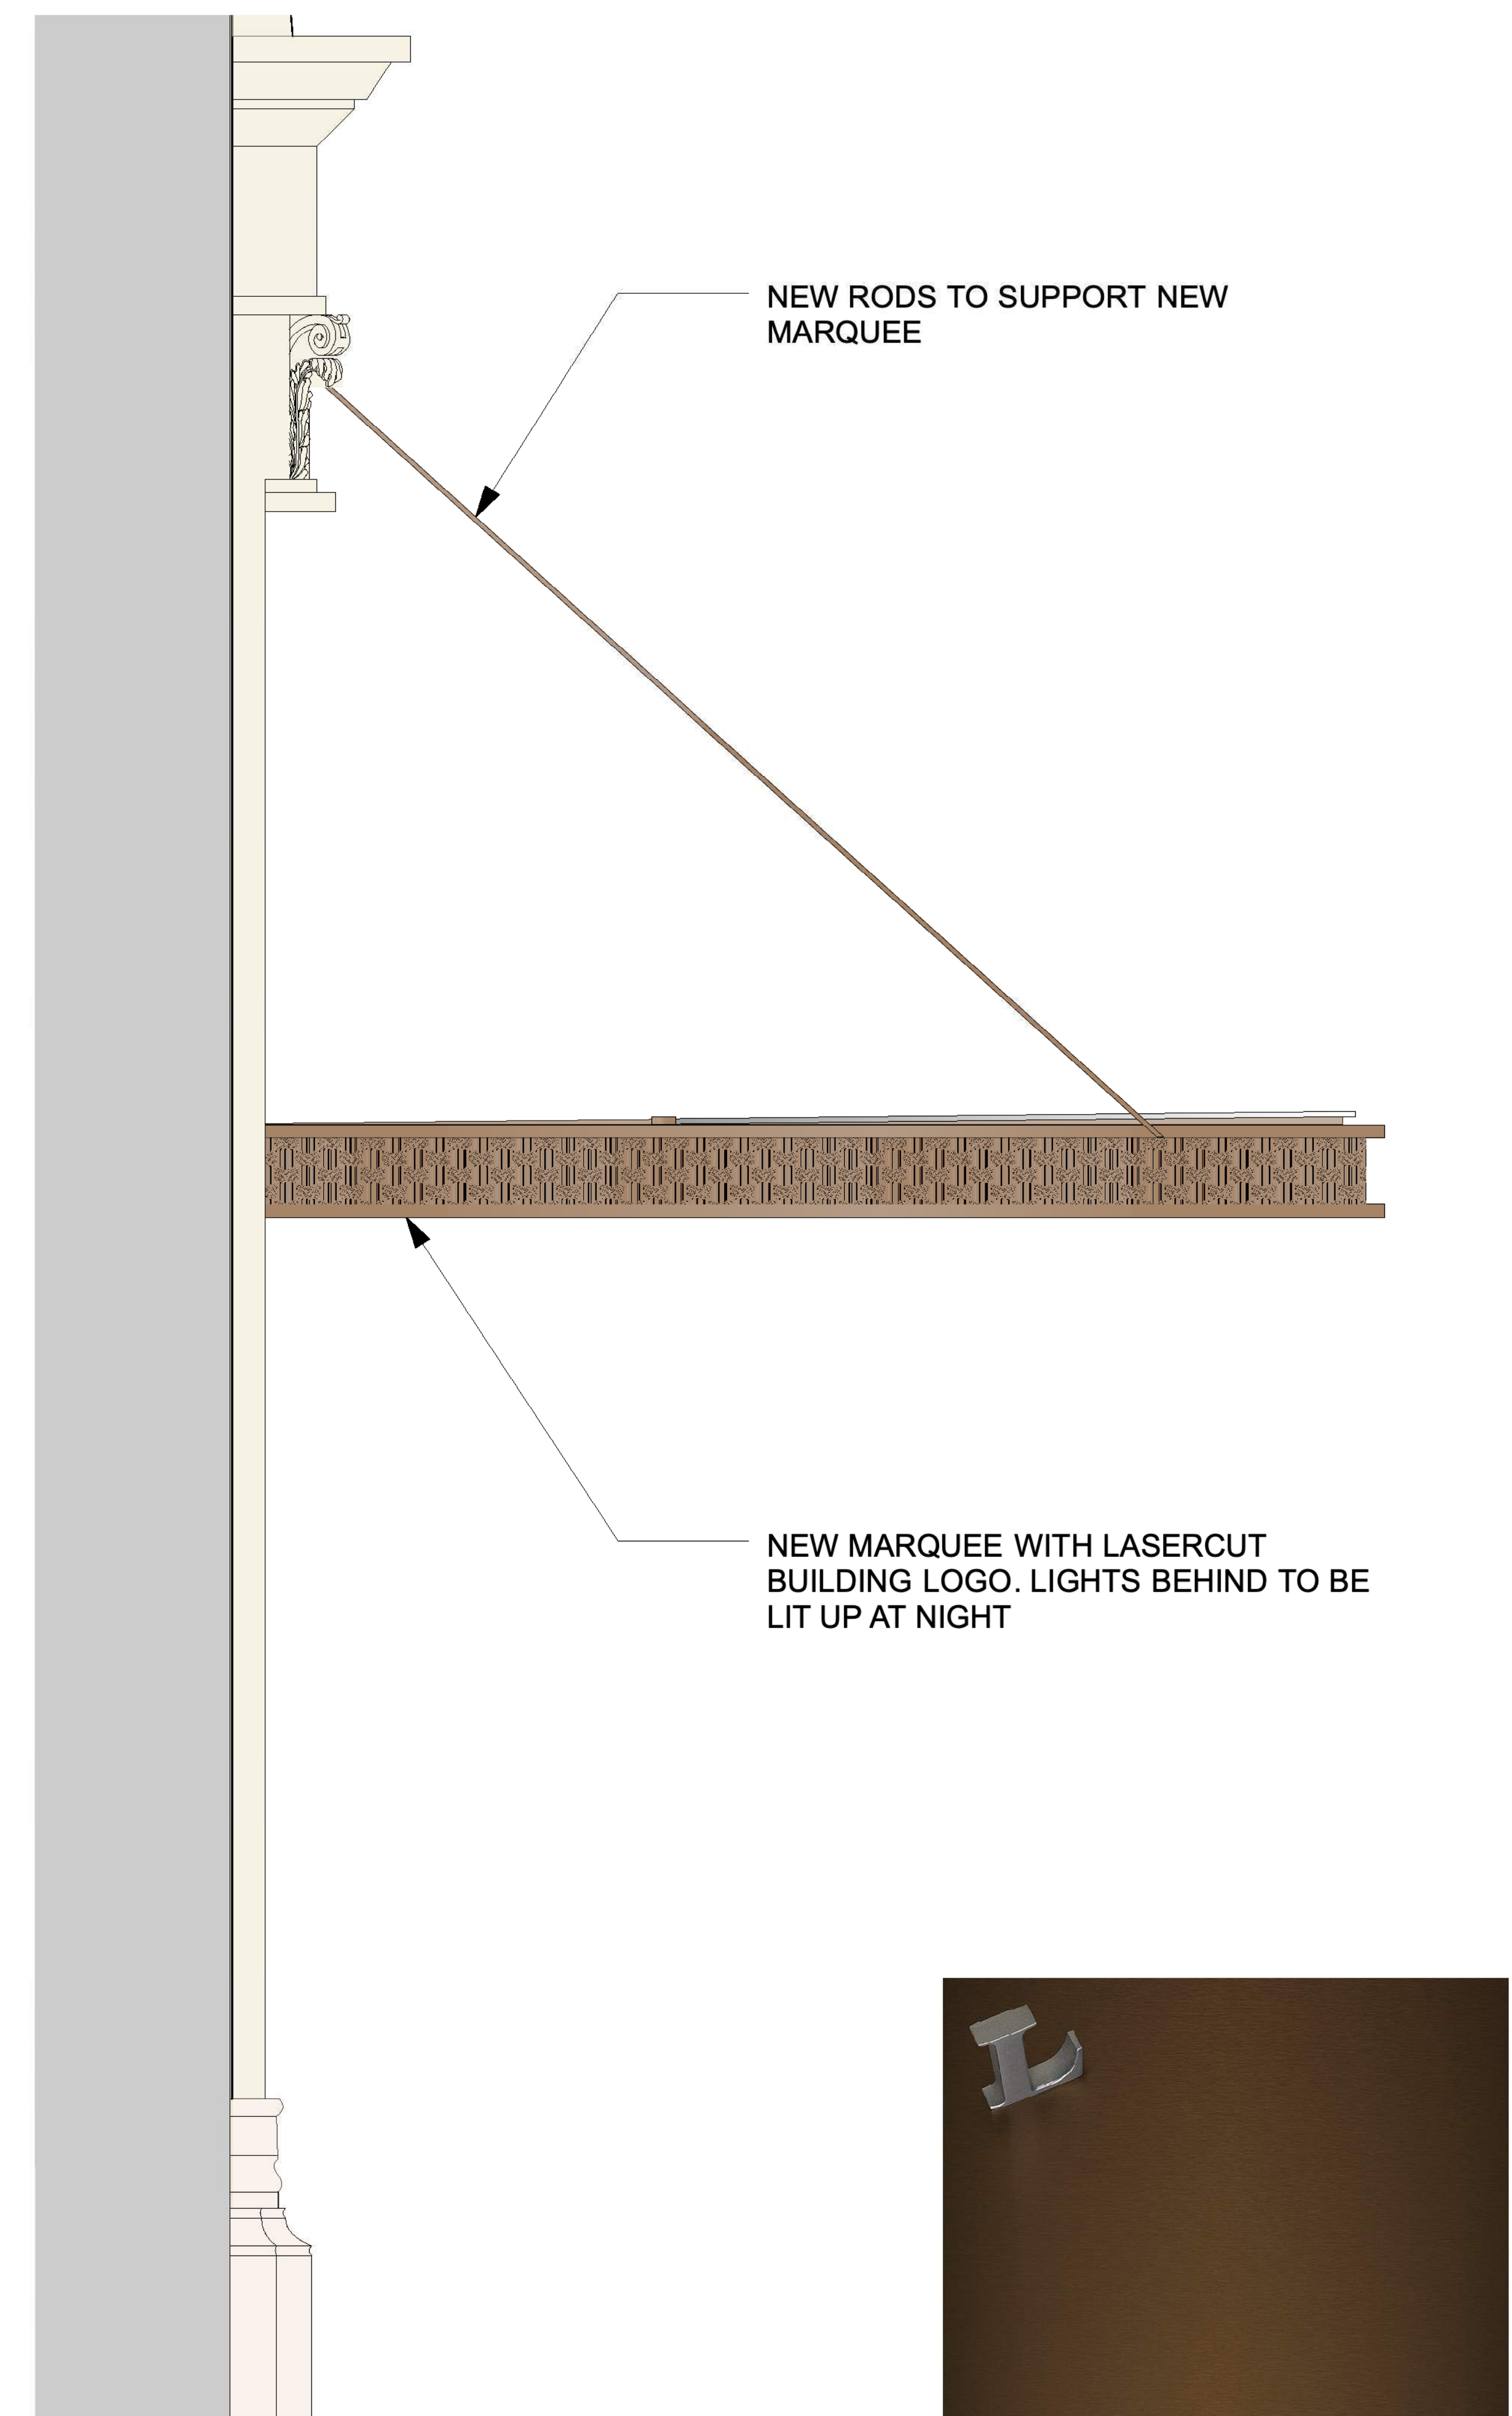 NEW RODS TO SUPPORT NEW
MARQUEE
NEW MARQUEE WITH LASERCUT
BUILDING LOGO. LIGHTS BEHIND TO BE
LIT UP AT NIGHT
L